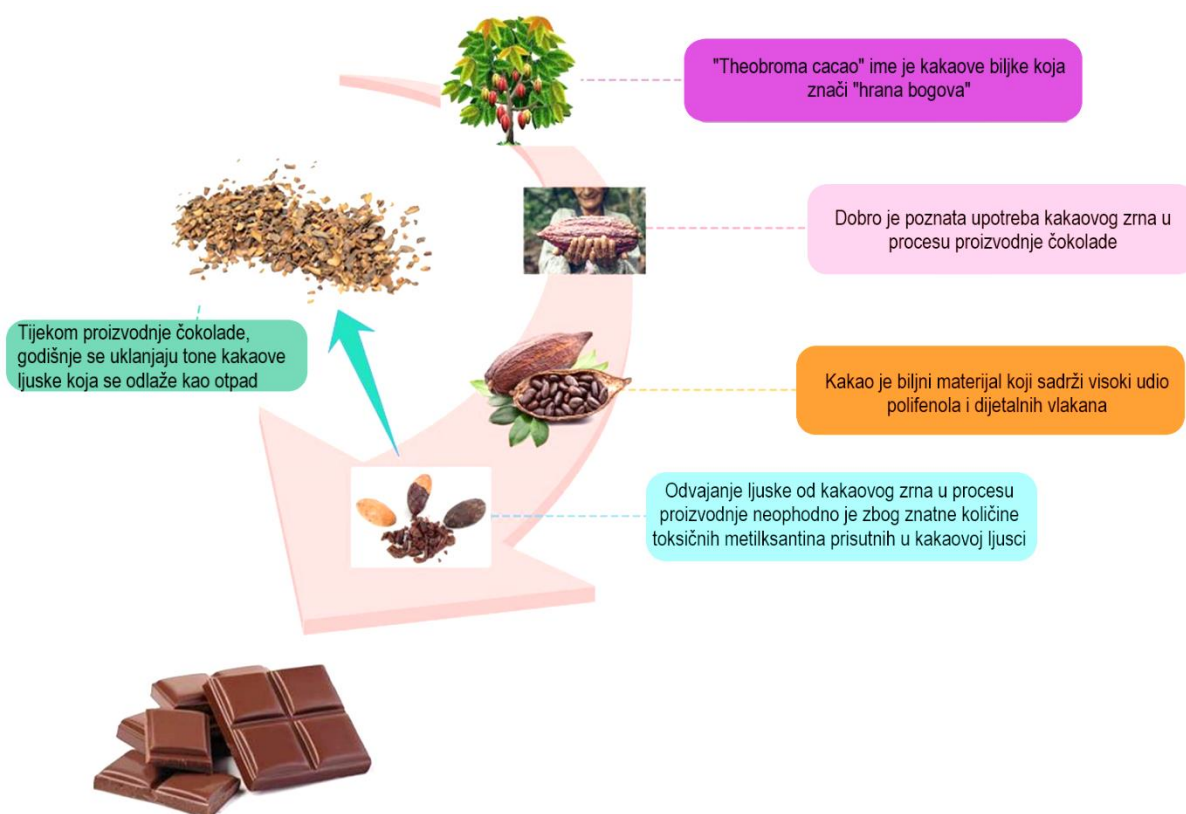 "Theobroma cacao" ime je kakaove biljke koja
znači "hrana bogova"
Dobro je poznata upotreba kakaovog zrna u
procesu proizvodnje čokolade
Tijekom proizvodnje čokolade,
godišnje se uklanjaju tone kakaove
ljuske koja se odlaže kao otpad
Kakao je biljni materijal koji sadrži visoki udio
polifenola i dijetalnih vlakana
Odvajanje ljuske od kakaovog zrna u procesu
proizvodnje neophodno je zbog znatne količine
toksičnih metilksantina prisutnih u kakaovoj ljusci